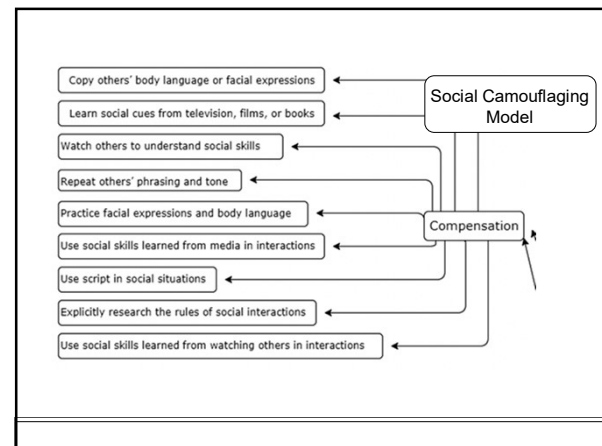 Copy others' body language or facial expressions
Social Camouflaging
Model
Learn social cues from television, films, or books
Watch others to understand social skills
Repeat others' phrasing and tone
Practice facial expressions and body language
Compensation
Use social skills learned from media in interactions
Use script in social situations
Explicitly research the rules of social interactions
Use social skills learned from watching others in interactions